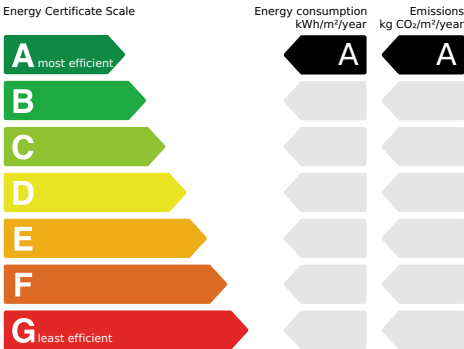 Energy Certificate Scale
Energy consumption
kWh/m²/year
Emissions
kg CO₂/m²/year
A most efficient
A
A
B
C
D
E
F
G least efficient